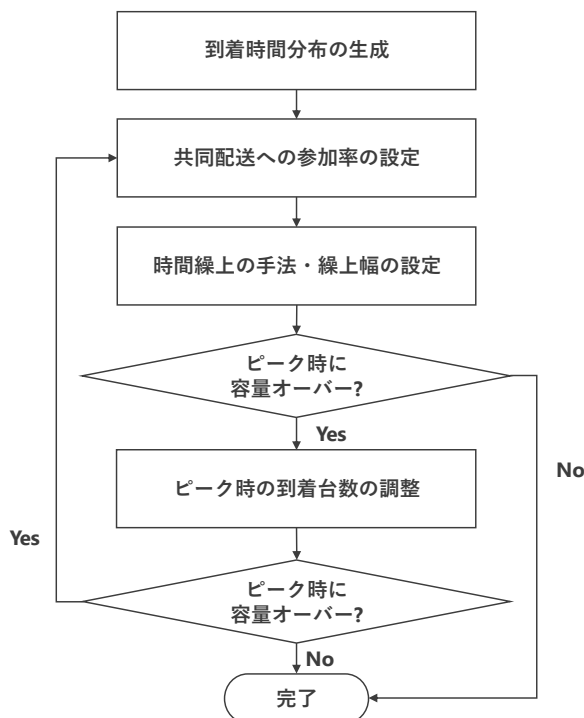 到着時間分布の生成
共同配送への参加率の設定
時間繰上の手法・繰上幅の設定
ピーク時に
容量オーバー?
Yes
No
ピーク時の到着台数の調整
Yes
ピーク時に
容量オーバー?
No
完了